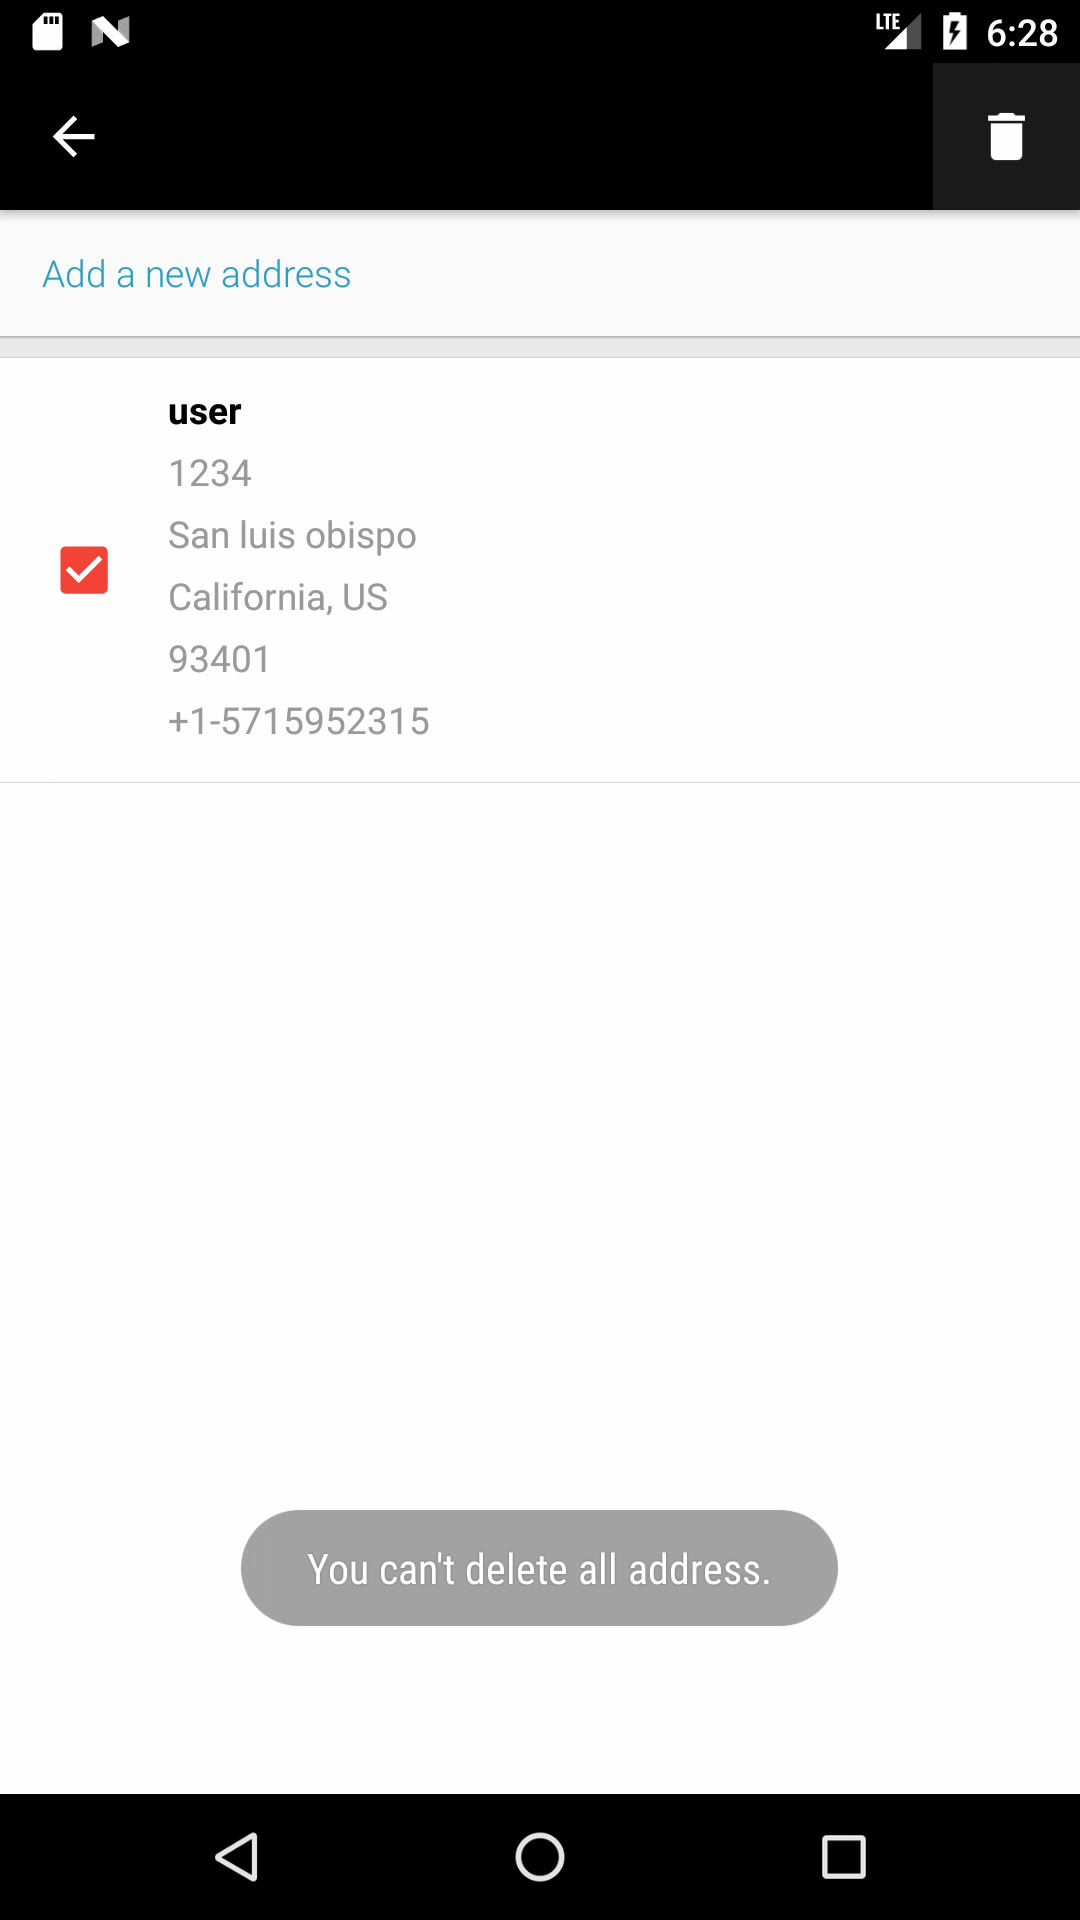 LTE 6:28
Add a new address
user
1234
San luis obispo
California, US
93401
+1-5715952315
You can't delete all address.